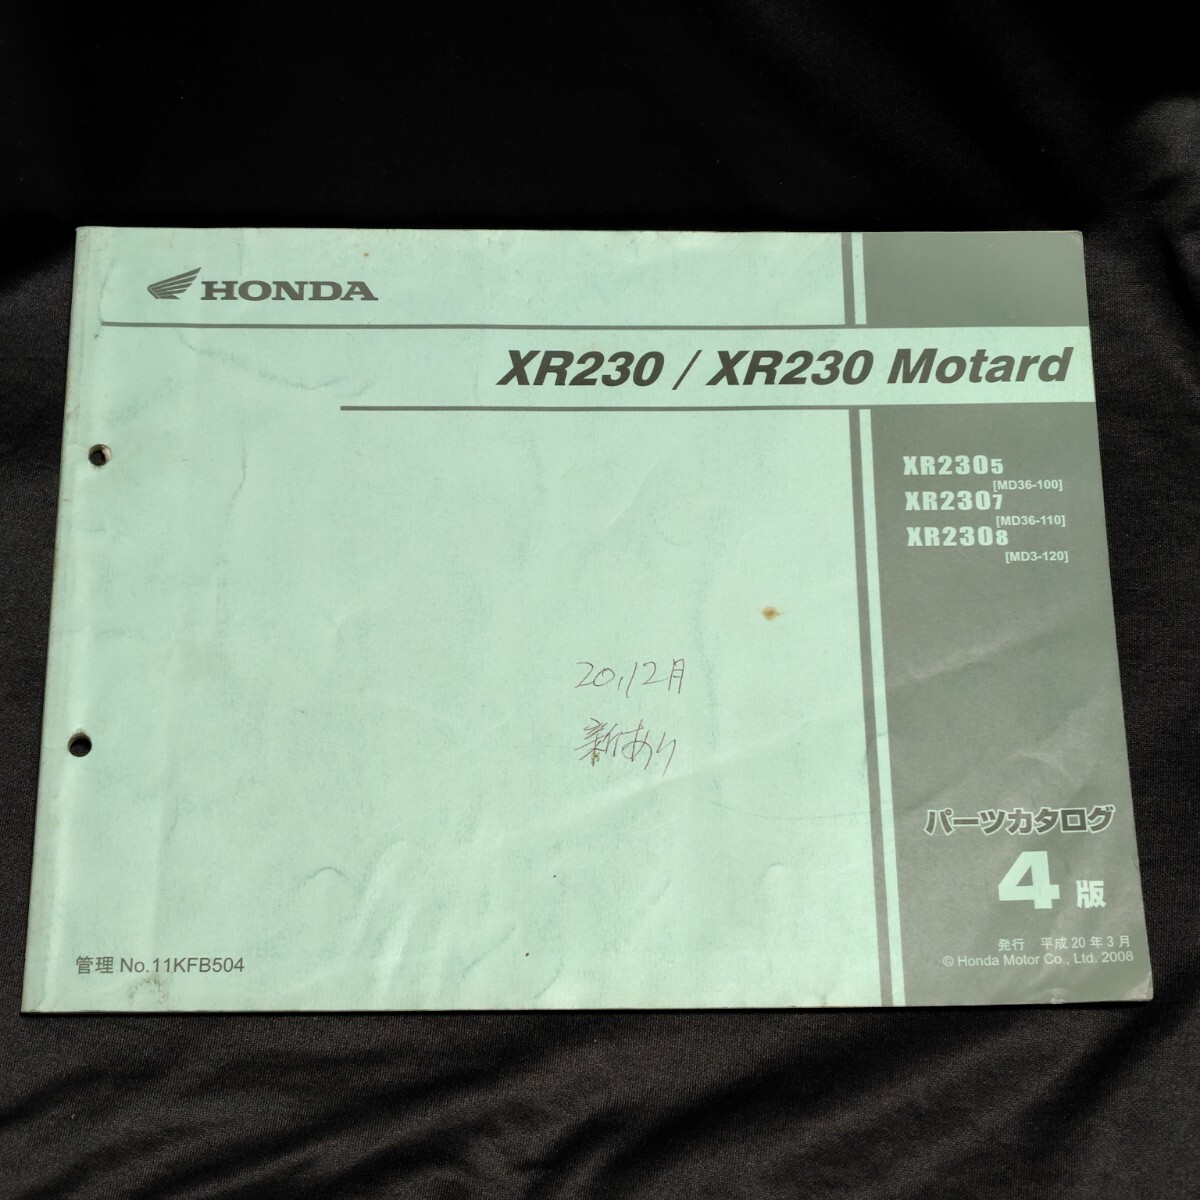 HONDA
XR230 / XR230 Motard
XR2305
[MD36-100]
XR2307
[MD36-110]
XR2308
[MD3-120]
20,12月
新あり
パーツカタログ
4版
発行 平成20年3月
© Honda Motor Co., Ltd. 2008
管理 No.11KFB504